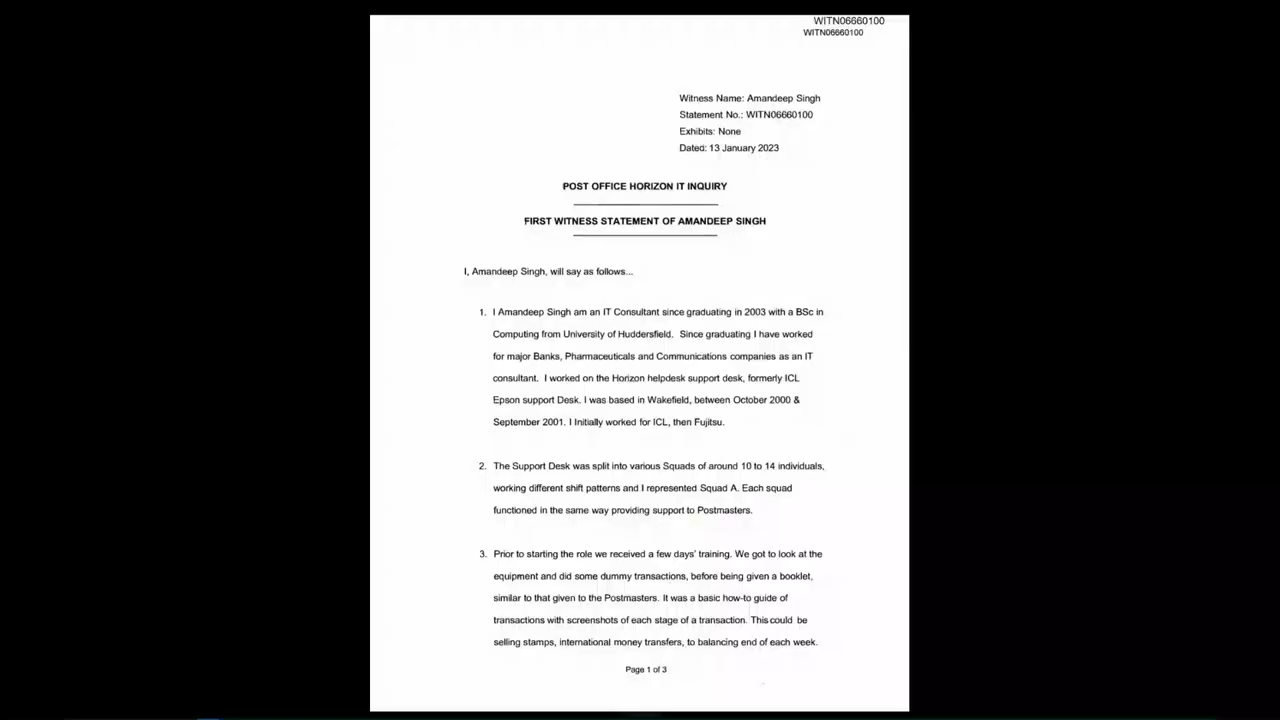 WITN06660100
WITN06660100
Witness Name: Amandeep Singh
Statement No.: WITN06660100
Exhibits: None
Dated: 13 January 2023
POST OFFICE HORIZON IT INQUIRY
FIRST WITNESS STATEMENT OF AMANDEEP SINGH
I, Amandeep Singh, will say as follows...
1. I Amandeep Singh am an IT Consultant since graduating in 2003 with a BSc in
Computing from University of Huddersfield. Since graduating I have worked
for major Banks, Pharmaceuticals and Communications companies as an IT
consultant. I worked on the Horizon helpdesk support desk, formerly ICL
Epson support Desk. I was based in Wakefield, between October 2000 &
September 2001. I Initially worked for ICL, then Fujitsu.
2. The Support Desk was split into various Squads of around 10 to 14 individuals,
working different shift patterns and I represented Squad A. Each squad
functioned in the same way providing support to Postmasters.
3. Prior to starting the role we received a few days' training. We got to look at the
equipment and did some dummy transactions, before being given a booklet,
similar to that given to the Postmasters. It was a basic how-to guide of
transactions with screenshots of each stage of a transaction. This could be
selling stamps, international money transfers, to balancing end of each week.
Page 1 of 3